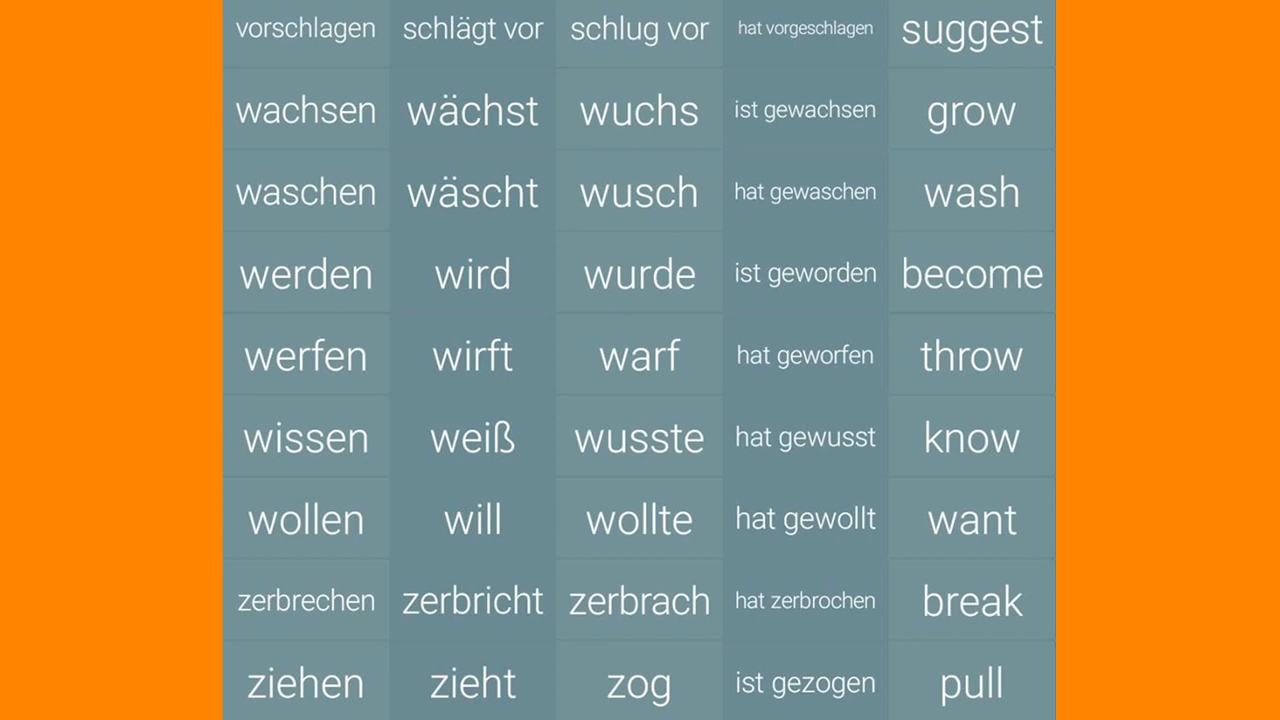 vorschlagen schlägt vor schlug vor hat vorgeschlagen suggest
wachsen wächst wuchs ist gewachsen grow
waschen wäscht wusch hat gewaschen wash
werden wird wurde ist geworden become
werfen wirft warf hat geworfen throw
wissen weiß wusste hat gewusst know
wollen will wollte hat gewollt want
zerbrechen zerbricht zerbrach hat zerbrochen break
ziehen zieht zog ist gezogen pull